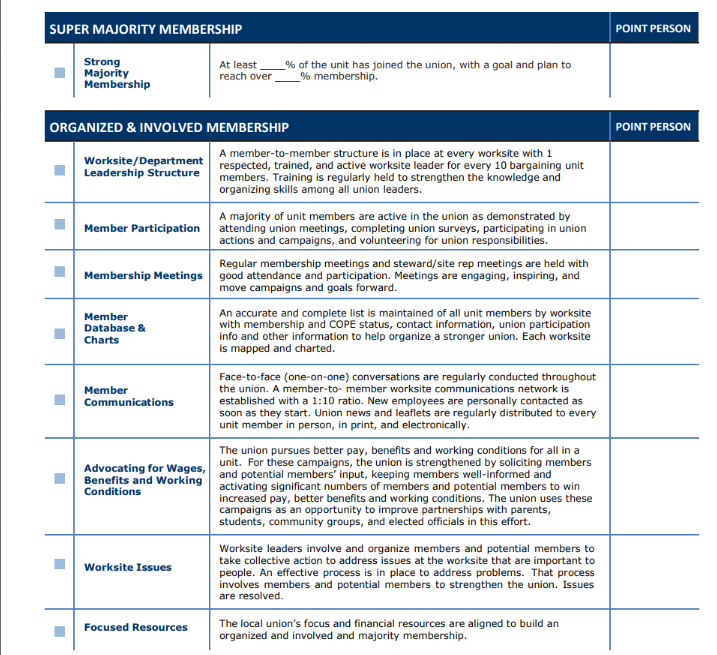 SUPER MAJORITY MEMBERSHIP
POINT PERSON
Strong
Majority
Membership
At least ____% of the unit has joined the union, with a goal and plan to
reach over ____% membership.
ORGANIZED & INVOLVED MEMBERSHIP
POINT PERSON
Worksite/Department
Leadership Structure
A member-to-member structure is in place at every worksite with 1
respected, trained, and active worksite leader for every 10 bargaining unit
members. Training is regularly held to strengthen the knowledge and
organizing skills among all union leaders.
Member Participation
A majority of unit members are active in the union as demonstrated by
attending union meetings, completing union surveys, participating in union
actions and campaigns, and volunteering for union responsibilities.
Membership Meetings
Regular membership meetings and steward/site rep meetings are held with
good attendance and participation. Meetings are engaging, inspiring, and
move campaigns and goals forward.
Member
Database &
Charts
An accurate and complete list is maintained of all unit members by worksite
with membership and COPE status, contact information, union participation
info and other information to help organize a stronger union. Each worksite
is mapped and charted.
Member
Communications
Face-to-face (one-on-one) conversations are regularly conducted throughout
the union. A member-to- member worksite communications network is
established with a 1:10 ratio. New employees are personally contacted as
soon as they start. Union news and leaflets are regularly distributed to every
unit member in person, in print, and electronically.
Advocating for Wages,
Benefits and Working
Conditions
The union pursues better pay, benefits and working conditions for all in a
unit. For these campaigns, the union is strengthened by soliciting members
and potential members' input, keeping members well-informed and
activating significant numbers of members and potential members to win
increased pay, better benefits and working conditions. The union uses these
campaigns as an opportunity to improve partnerships with parents,
students, community groups, and elected officials in this effort.
Worksite Issues
Worksite leaders involve and organize members and potential members to
take collective action to address issues at the worksite that are important to
people. An effective process is in place to address problems. That process
involves members and potential members to strengthen the union. Issues
are resolved.
Focused Resources
The local union's focus and financial resources are aligned to build an
organized and involved and majority membership.